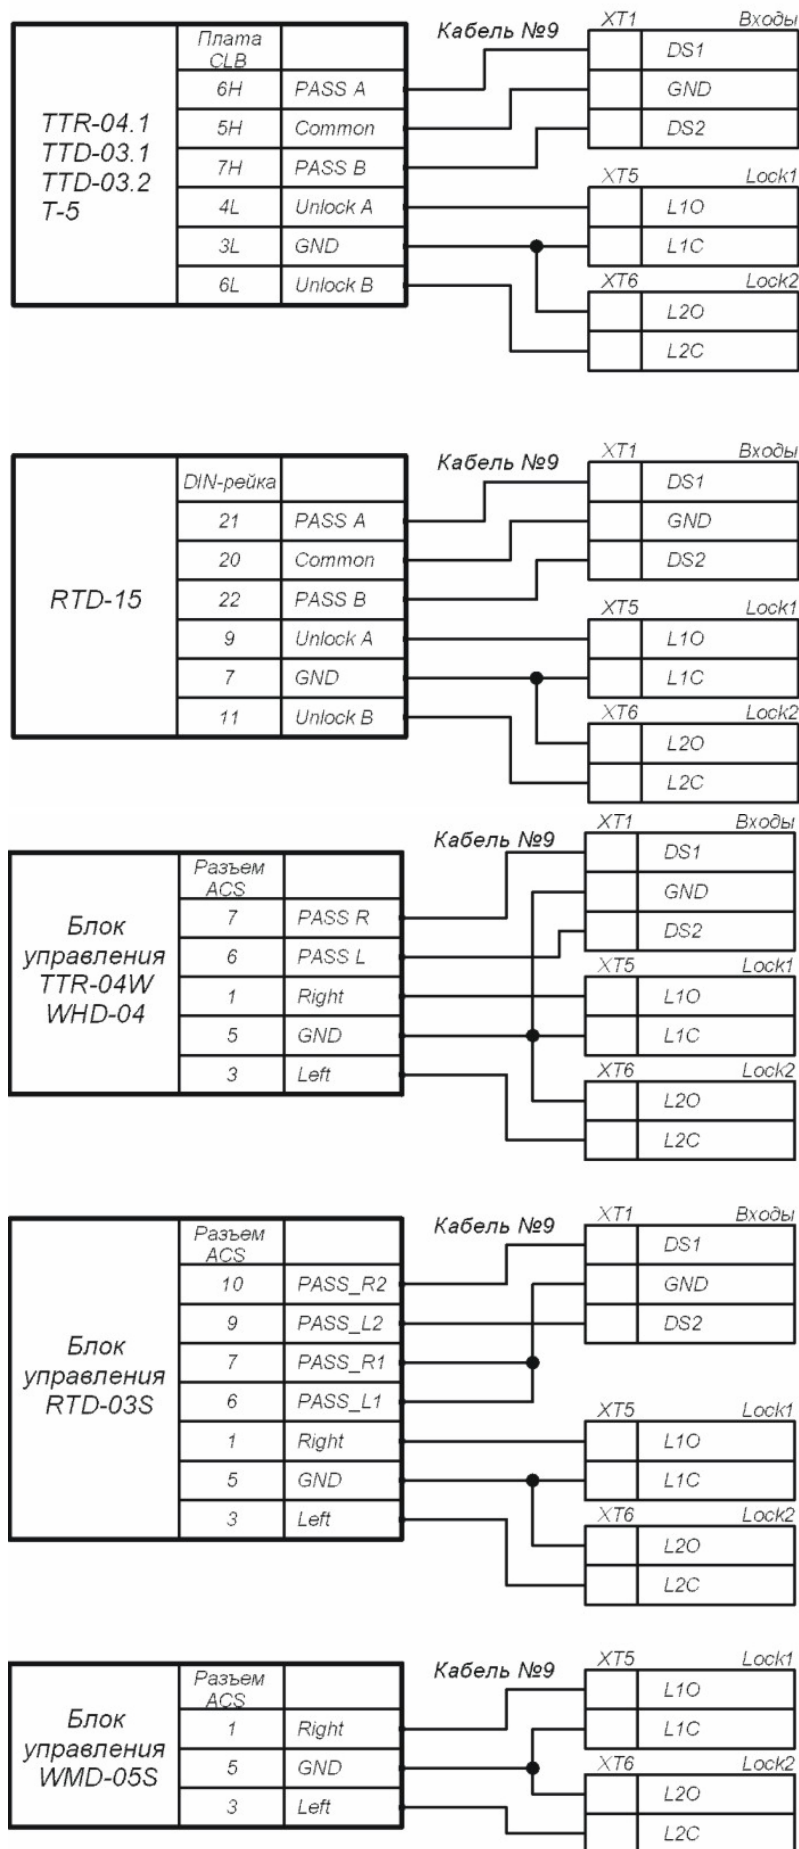 Кабель №9
XT1 Входы
Плата
CLB
DS1
6H PASS A
GND
TTR-04.1
5H Common
DS2
TTD-03.1
7H PASS B
XT5 Lock1
TTD-03.2
T-5
4L Unlock A
L1O
3L GND
L1C
6L Unlock B
XT6 Lock2
L2O
L2C
Кабель №9
XT1 Входы
DIN-рейка
DS1
21 PASS A
GND
20 Common
DS2
RTD-15
22 PASS B
XT5 Lock1
9 Unlock A
L1O
7 GND
L1C
11 Unlock B
XT6 Lock2
L2O
L2C
Кабель №9
XT1 Входы
Разъем
ACS
DS1
7 PASS R
GND
Блок
управления
TTR-04W
WHD-04
DS2
6 PASS L
XT5 Lock1
1 Right
L1O
5 GND
L1C
3 Left
XT6 Lock2
L2O
L2C
Кабель №9
XT1 Входы
Разъем
ACS
DS1
10 PASS_R2
GND
9 PASS_L2
DS2
Блок
управления
RTD-03S
7 PASS_R1
6 PASS_L1
XT5 Lock1
1 Right
L1O
5 GND
L1C
3 Left
XT6 Lock2
L2O
L2C
Кабель №9
XT5 Lock1
Разъем
ACS
L1O
Блок
управления
WMD-05S
1 Right
L1C
5 GND
XT6 Lock2
L2O
3 Left
L2C